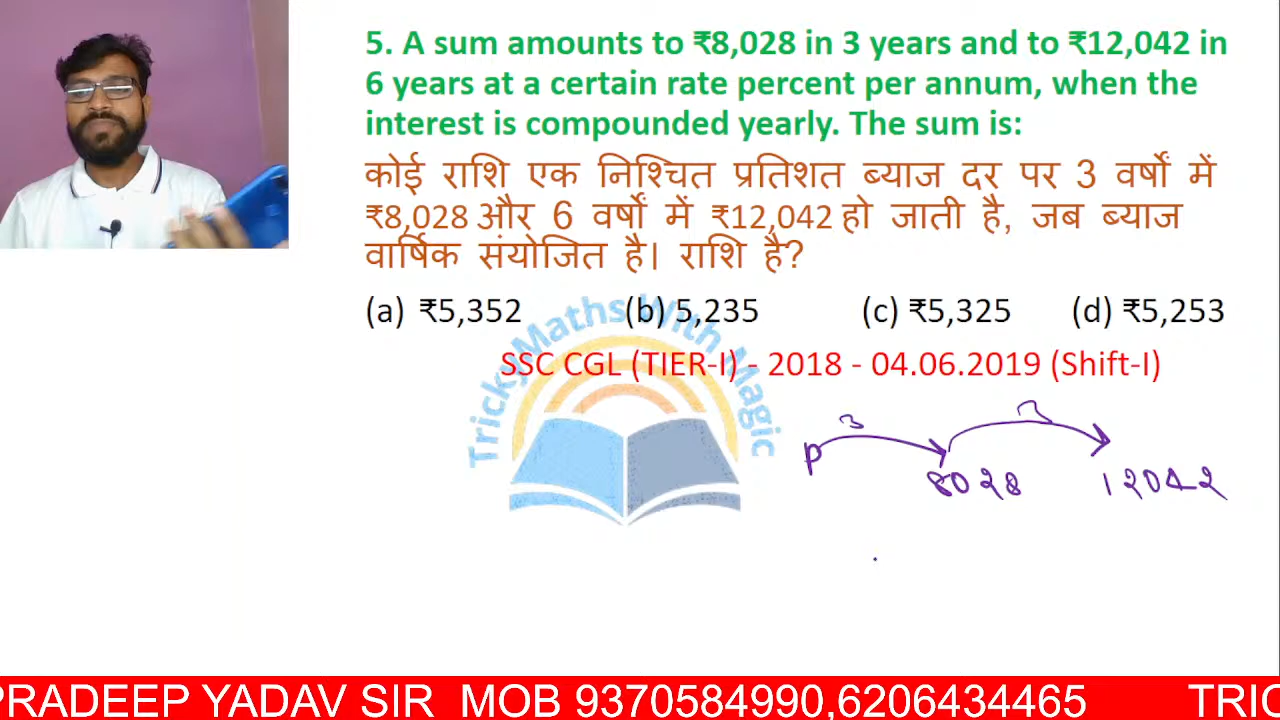 5. A sum amounts to ₹8,028 in 3 years and to ₹12,042 in
6 years at a certain rate percent per annum, when the
interest is compounded yearly. The sum is:
कोई राशि एक निश्चित प्रतिशत ब्याज दर पर 3 वर्षों में
₹8,028 और 6 वर्षों में ₹12,042 हो जाती है, जब ब्याज
वार्षिक संयोजित है। राशि है?
(a) ₹5,352 (b) 5,235 (c) ₹5,325 (d) ₹5,253
TrickyMaths With Magic
SSC CGL (TIER-I) - 2018 - 04.06.2019 (Shift-I)
3 3
P 8028 12042
PRADEEP YADAV SIR MOB 9370584990,6206434465 TRIC